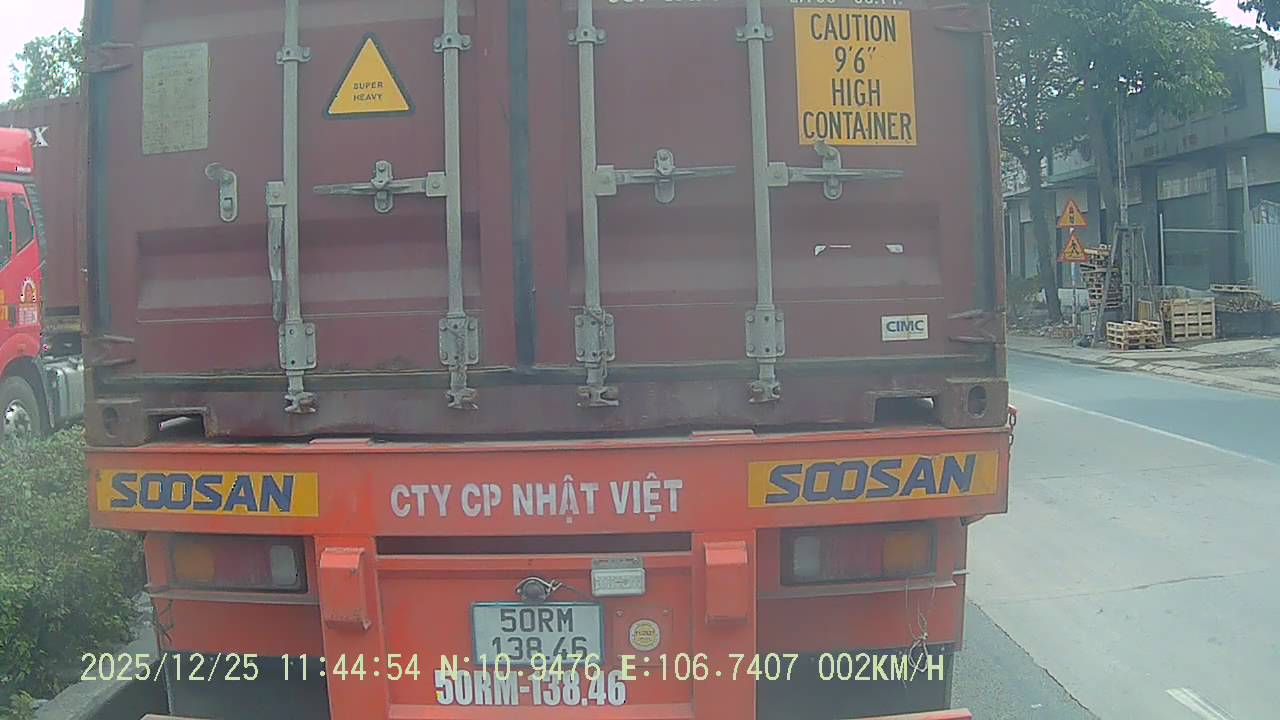 CAUTION
9'6"
HIGH
CONTAINER
SUPER
HEAVY
X
CIMC
SOOSAN
CTY CP NHẬT VIỆT
SOOSAN
50RM
138.46
2025/12/25 11:44:54 N:10.9476 E:106.7407 002KM/H
50RM-138.46